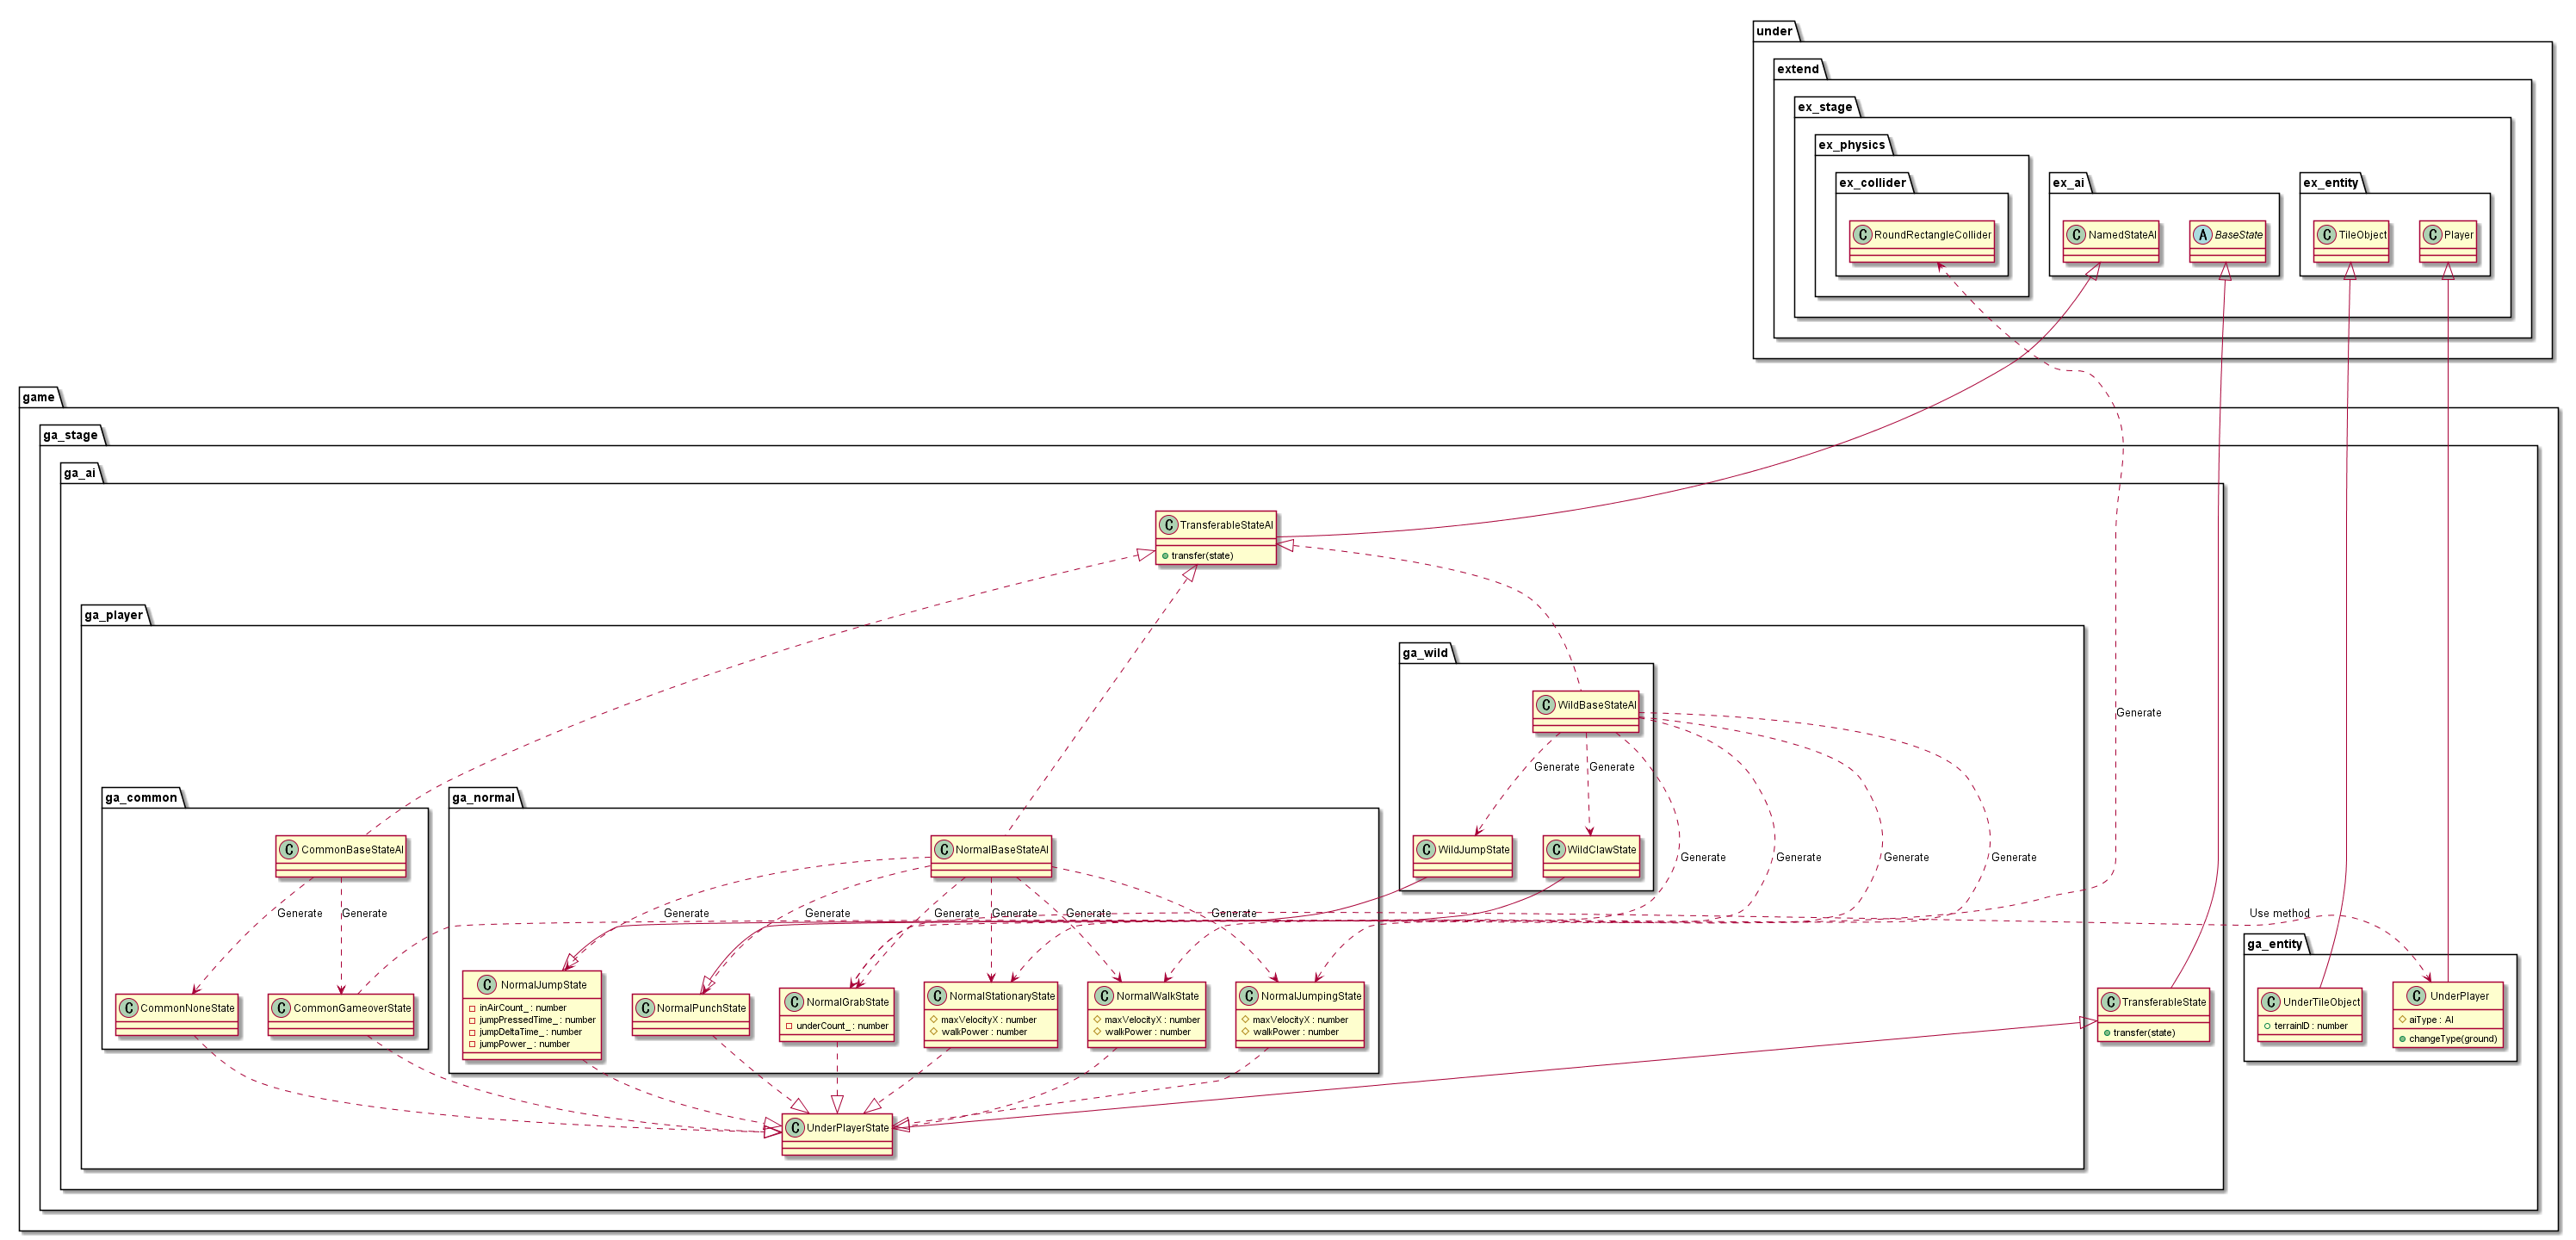 under
extend
ex_stage
ex_physics
ex_collider
ex_ai
ex_entity
C RoundRectangleCollider
C NamedStateAI
A BaseState
C TileObject
C Player
game
ga_stage
ga_ai
C TransferableStateAI
transfer(state)
ga_player
ga_wild
C WildBaseStateAI
Generate
Generate
Generate
ga_common
ga_normal
C CommonBaseStateAI
C NormalBaseStateAI
C WildJumpState
C WildClawState
Generate
Generate
Generate
Generate
Generate
Generate
Generate
Generate
Generate
Generate
Generate
Generate
Use method
ga_entity
C CommonNoneState
C CommonGameoverState
C NormalJumpState
inAirCount_ : number
jumpPressedTime_ : number
jumpDeltaTime_ : number
jumpPower_ : number
C NormalPunchState
C NormalGrabState
underCount_ : number
C NormalStationaryState
maxVelocityX : number
walkPower : number
C NormalWalkState
maxVelocityX : number
walkPower : number
C NormalJumpingState
maxVelocityX : number
walkPower : number
C TransferableState
transfer(state)
C UnderTileObject
terrainID : number
C UnderPlayer
aiType : AI
changeType(ground)
C UnderPlayerState